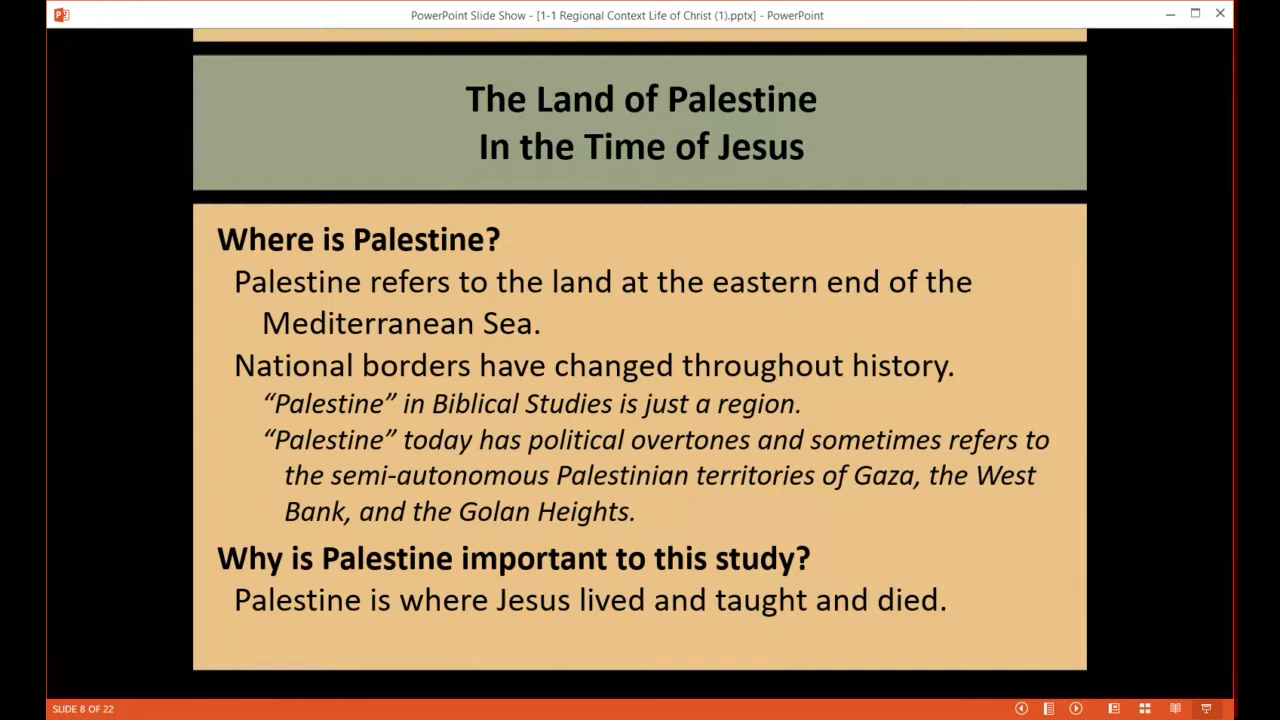 PowerPoint Slide Show - [1-1 Regional Context Life of Christ (1).pptx] - PowerPoint
The Land of Palestine
In the Time of Jesus
Where is Palestine?
Palestine refers to the land at the eastern end of the
Mediterranean Sea.
National borders have changed throughout history.
“Palestine” in Biblical Studies is just a region.
“Palestine” today has political overtones and sometimes refers to
the semi-autonomous Palestinian territories of Gaza, the West
Bank, and the Golan Heights.
Why is Palestine important to this study?
Palestine is where Jesus lived and taught and died.
SLIDE 8 OF 22